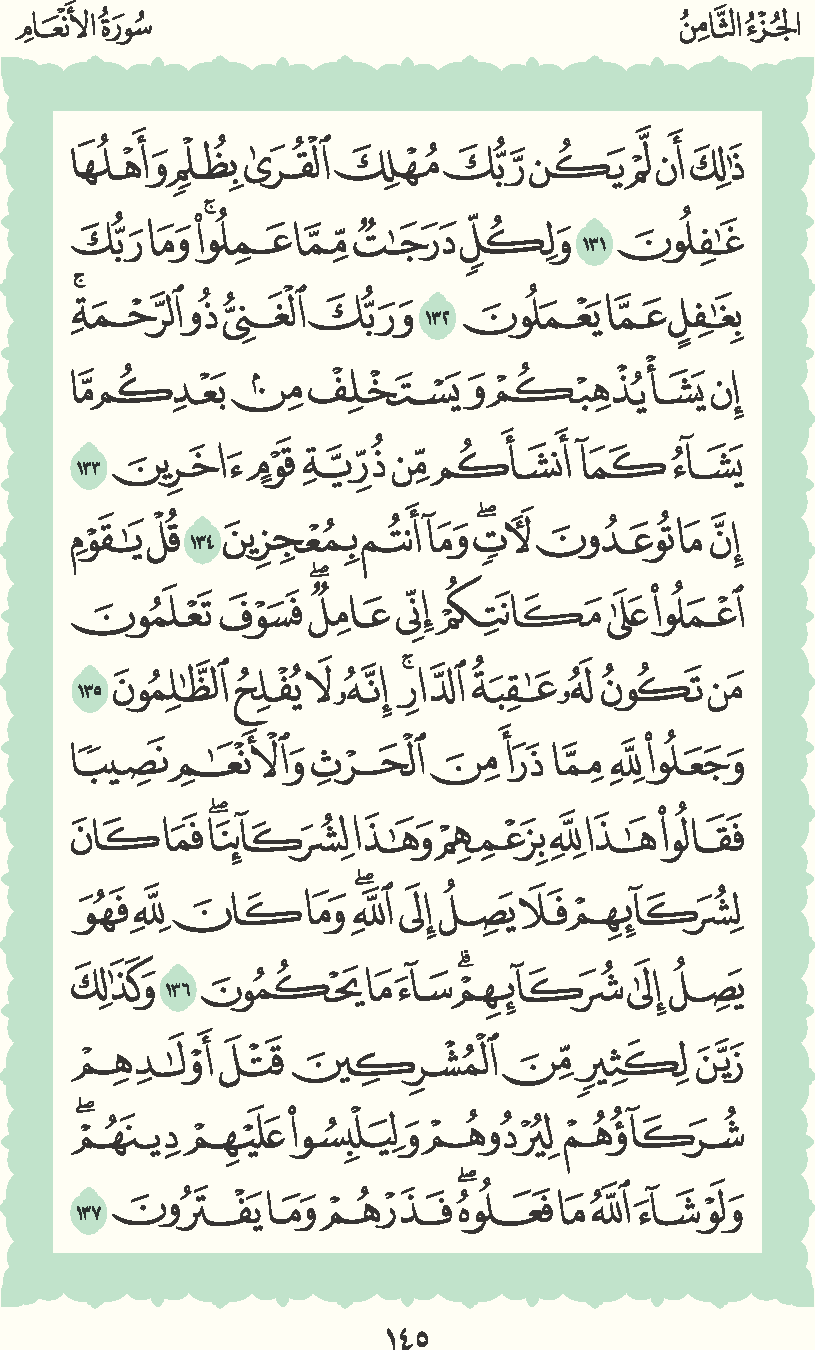 الجُزْءُ الثَّامِنُ
سُورَةُ الأَنْعَامِ
ذَٰلِكَ أَن لَّمْ يَكُن رَّبُّكَ مُهْلِكَ ٱلْقُرَىٰ بِظُلْمٍ وَأَهْلُهَا
غَـٰفِلُونَ ١٣١ وَلِكُلٍّ دَرَجَـٰتٌ مِّمَّا عَمِلُوا۟ ۚ وَمَا رَبُّكَ
بِغَـٰفِلٍ عَمَّا يَعْمَلُونَ ١٣٢ وَرَبُّكَ ٱلْغَنِىُّ ذُو ٱلرَّحْمَةِ ۚ
إِن يَشَأْ يُذْهِبْكُمْ وَيَسْتَخْلِفْ مِنۢ بَعْدِكُم مَّا
يَشَآءُ كَمَآ أَنشَأَكُم مِّن ذُرِّيَّةِ قَوْمٍ ءَاخَرِينَ ١٣٣
إِنَّ مَا تُوعَدُونَ لَـَٔاتٍ ۖ وَمَآ أَنتُم بِمُعْجِزِينَ ١٣٤ قُلْ يَـٰقَوْمِ
ٱعْمَلُوا۟ عَلَىٰ مَكَانَتِكُمْ إِنِّى عَامِلٌ ۖ فَسَوْفَ تَعْلَمُونَ
مَن تَكُونُ لَهُۥ عَـٰقِبَةُ ٱلدَّارِ ۚ إِنَّهُۥ لَا يُفْلِحُ ٱلظَّـٰلِمُونَ ١٣٥
وَجَعَلُوا۟ لِلَّهِ مِمَّا ذَرَأَ مِنَ ٱلْحَرْثِ وَٱلْأَنْعَـٰمِ نَصِيبًا
فَقَالُوا۟ هَـٰذَا لِلَّهِ بِزَعْمِهِمْ وَهَـٰذَا لِشُرَكَآئِنَا ۖ فَمَا كَانَ
لِشُرَكَآئِهِمْ فَلَا يَصِلُ إِلَى ٱللَّهِ ۖ وَمَا كَانَ لِلَّهِ فَهُوَ
يَصِلُ إِلَىٰ شُرَكَآئِهِمْ ۗ سَآءَ مَا يَحْكُمُونَ ١٣٦ وَكَذَٰلِكَ
زَيَّنَ لِكَثِيرٍ مِّنَ ٱلْمُشْرِكِينَ قَتْلَ أَوْلَـٰدِهِمْ
شُرَكَآؤُهُمْ لِيُرْدُوهُمْ وَلِيَلْبِسُوا۟ عَلَيْهِمْ دِينَهُمْ ۖ
وَلَوْ شَآءَ ٱللَّهُ مَا فَعَلُوهُ ۖ فَذَرْهُمْ وَمَا يَفْتَرُونَ ١٣٧
١٤٥